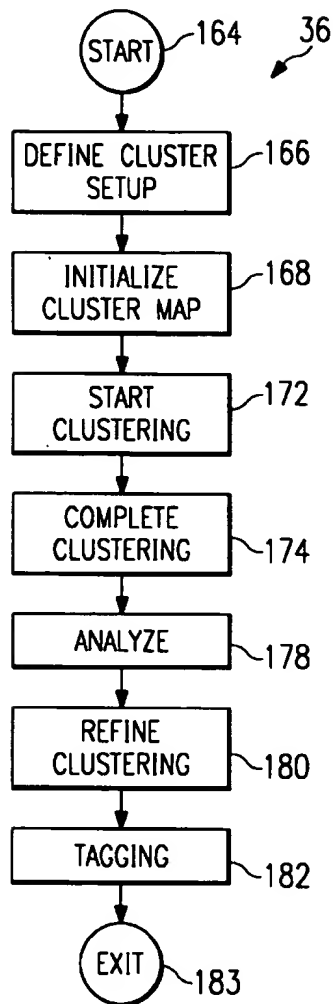 START
164
36
DEFINE CLUSTER
SETUP
166
INITIALIZE
CLUSTER MAP
168
START
CLUSTERING
172
COMPLETE
CLUSTERING
174
ANALYZE
178
REFINE
CLUSTERING
180
TAGGING
182
EXIT
183